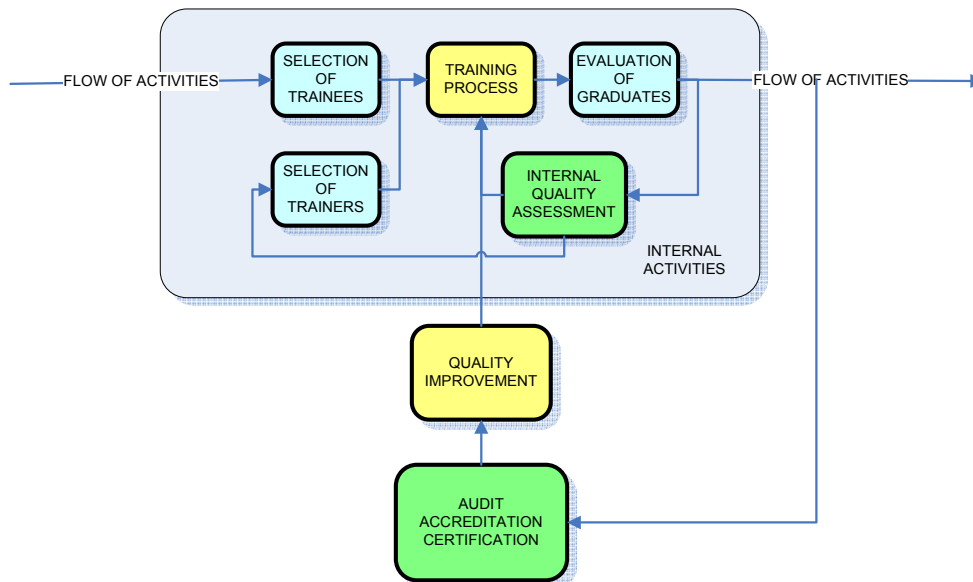 FLOW OF ACTIVITIES
SELECTION
OF
TRAINEES
TRAINING
PROCESS
EVALUATION
OF
GRADUATES
FLOW OF ACTIVITIES
SELECTION
OF
TRAINERS
INTERNAL
QUALITY
ASSESSMENT
INTERNAL
ACTIVITIES
QUALITY
IMPROVEMENT
AUDIT
ACCREDITATION
CERTIFICATION